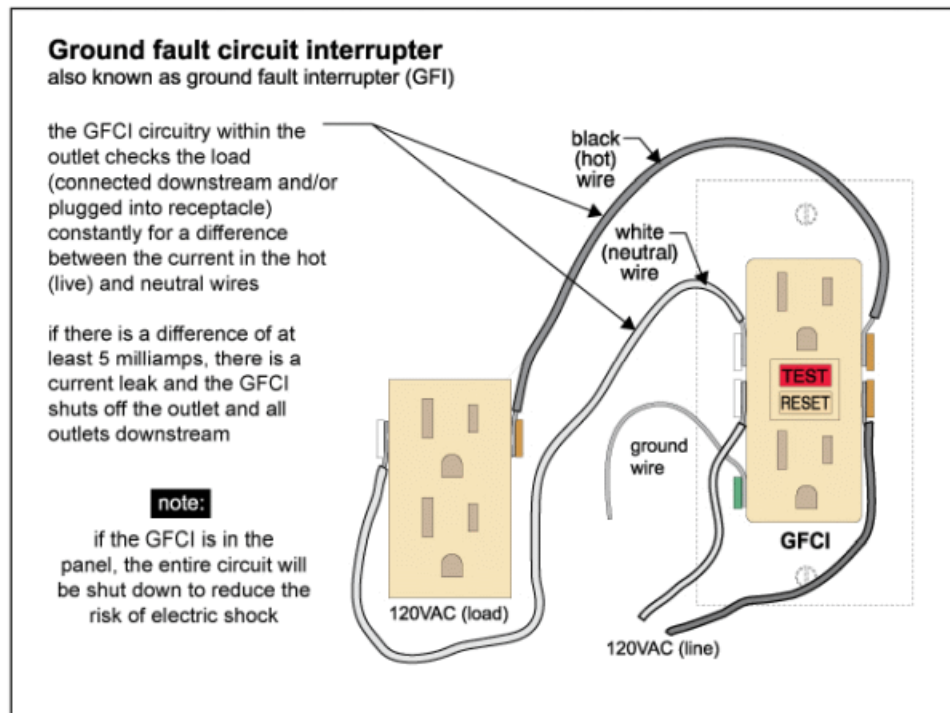 Ground fault circuit interrupter
also known as ground fault interrupter (GFI)
the GFCI circuitry within the
outlet checks the load
(connected downstream and/or
plugged into receptacle)
constantly for a difference
between the current in the hot
(live) and neutral wires
if there is a difference of at
least 5 milliamps, there is a
current leak and the GFCI
shuts off the outlet and all
outlets downstream
note:
if the GFCI is in the
panel, the entire circuit will
be shut down to reduce the
risk of electric shock
black
(hot)
wire
white
(neutral)
wire
TEST
RESET
ground
wire
GFCI
120VAC (load)
120VAC (line)